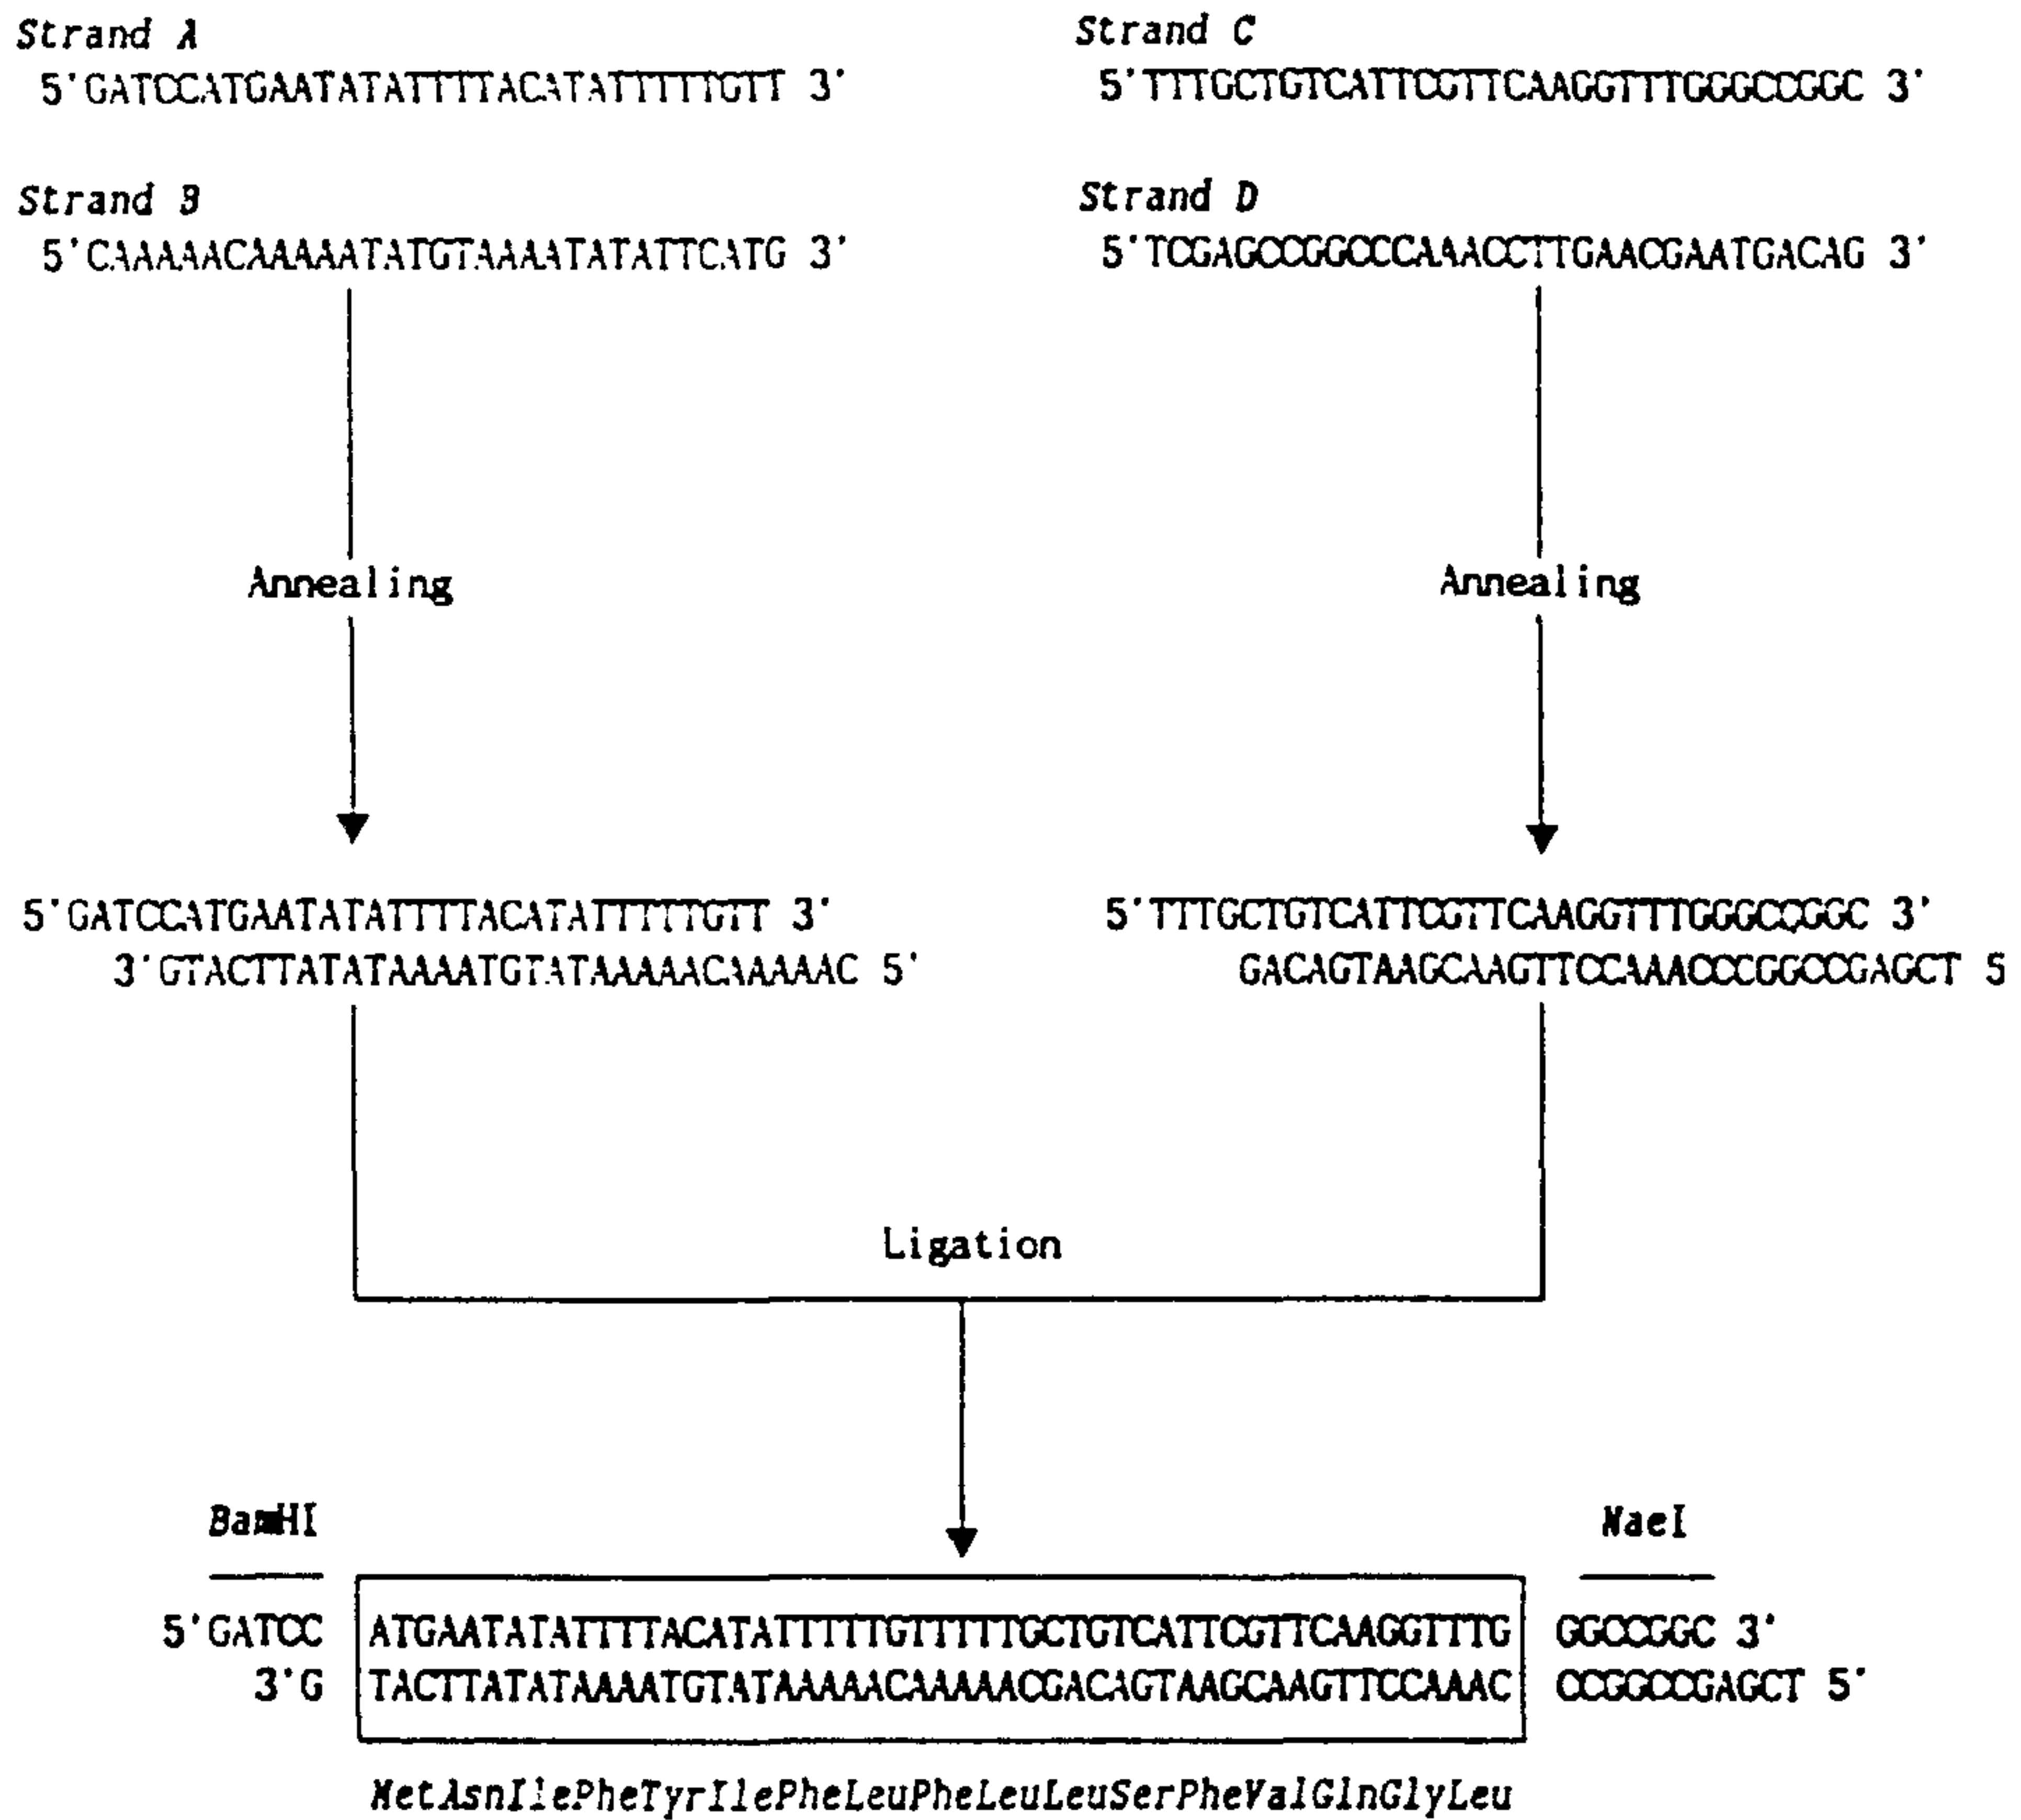 Strand A
5'GATCCATGAATATATTTTACATATTTTTGTT 3'
Strand C
5'TTTGCTGTCATTCGTTCAAGGTTTGGGCCGGC 3'
Strand B
5'CAAAAACAAAAATATGTAAAATATATTCATG 3'
Strand D
5'TCGAGCCGGCCCAAACCTTGAACGAATGACAG 3'
Annealing
Annealing
5'GATCCATGAATATATTTTACATATTTTTGTT 3'
3'GTACTTATATAAAATGTATAAAAACAAAAAC 5'
5'TTTGCTGTCATTCGTTCAAGGTTTGGGCCGGC 3'
GACAGTAAGCAAGTTCCAAACCCGGCCGAGCT 5
Ligation
BamHI
NaeI
5'GATCC ATGAATATATTTTACATATTTTTGTTTTTGCTGTCATTCGTTCAAGGTTTG GGCCGGC 3'
3'G TACTTATATAAAATGTATAAAAACAAAAACGACAGTAAGCAAGTTCCAAAC CCGGCCGAGCT 5'
MetAsnIlePheTyrIlePheLeuPheLeuLeuSerPheValGlnGlyLeu